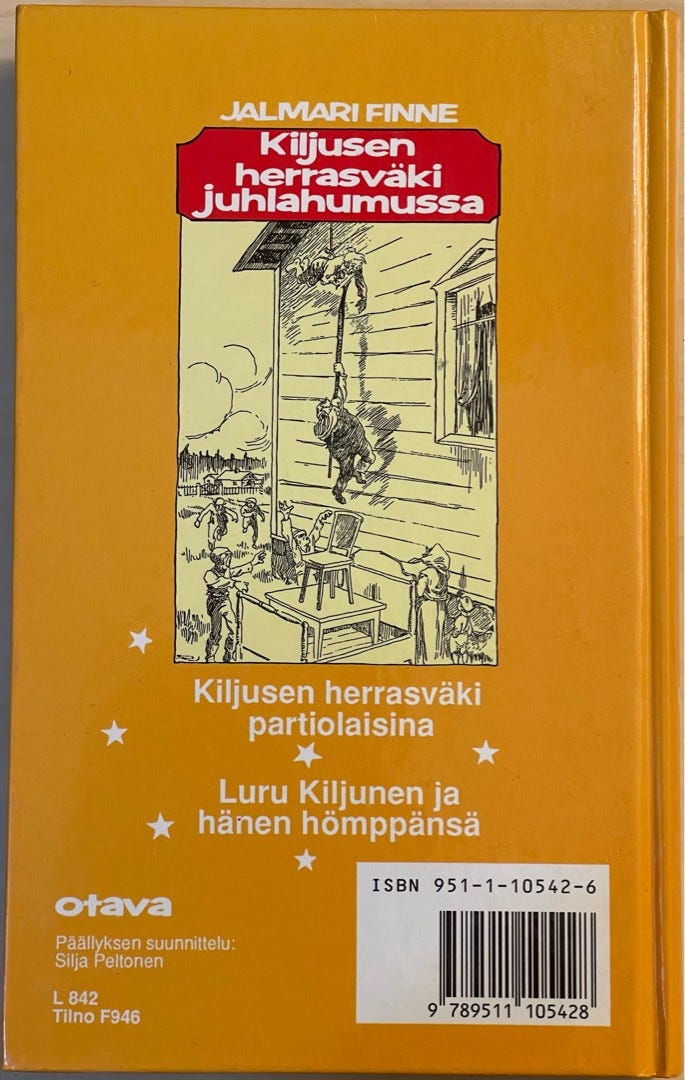 JALMARI FINNE
Kiljusen
herrasväki
juhlahumussa
Kiljusen herrasväki
partiolaisina
Luru Kiljunen ja
hänen hömppänsä
ISBN 951-1-10542-6
otava
Päällyksen suunnittelu:
Silja Peltonen
L 842
Tilno F946
9 789511 105428